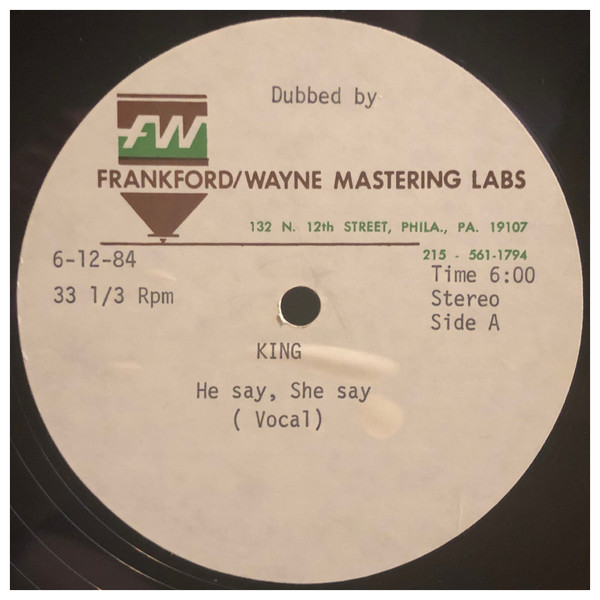 Dubbed by
FW
FRANKFORD/WAYNE MASTERING LABS
132 N. 12th STREET, PHILA., PA. 19107
215 - 561-1794
6-12-84
Time 6:00
33 1/3 Rpm
Stereo
Side A
KING
He say, She say
( Vocal)